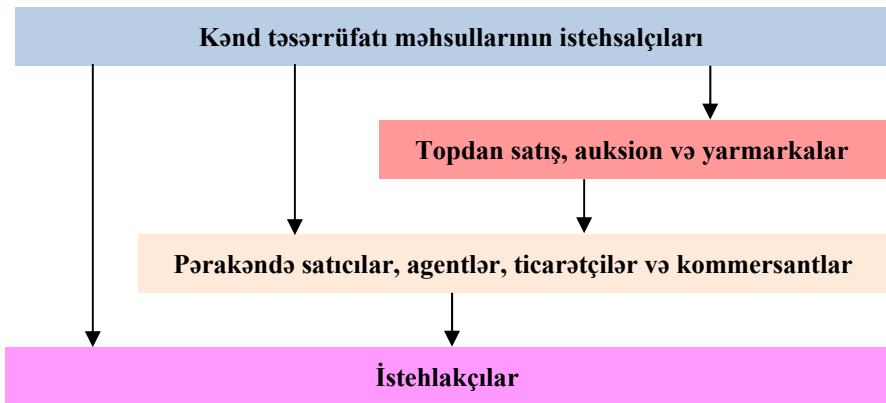 Kənd təsərrüfatı məhsullarının istehsalçıları
Topdan satış, auksion və yarmarkalar
Pərakəndə satıcılar, agentlər, ticarətçilər və kommersantlar
İstehlakçılar